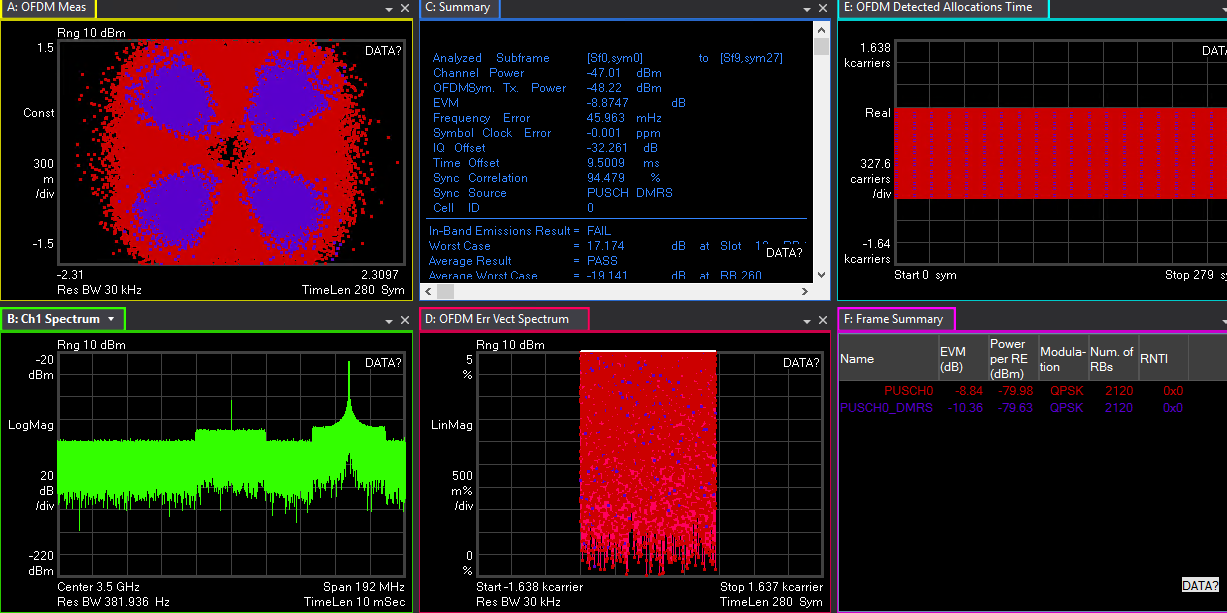 A: OFDM Meas
Rng 10 dBm
DATA?
1.5
Const
300
m
/div
-1.5
-2.31
2.3097
Res BW 30 kHz
TimeLen 280 Sym
C: Summary
Analyzed Subframe [Sf0,sym0] to [Sf9,sym27]
Channel Power -47.01 dBm
OFDMSym. Tx. Power -48.22 dBm
EVM -8.8747 dB
Frequency Error 45.963 mHz
Symbol Clock Error -0.001 ppm
IQ Offset -32.261 dB
Time Offset 9.5009 ms
Sync Correlation 94.479 %
Sync Source PUSCH DMRS
Cell ID 0
In-Band Emissions Result = FAIL
Worst Case = 17.174 dB at Slot
DATA?
Average Result = PASS
Average Worst Case = -19.141 dB at RB 260
E: OFDM Detected Allocations Time
1.638
kcarriers
Real
327.6
carriers
/div
-1.64
kcarriers
Start 0 sym
Stop 279
B: Ch1 Spectrum
Rng 10 dBm
DATA?
-20
dBm
LogMag
20
dB
/div
-220
dBm
Center 3.5 GHz
Span 192 MHz
Res BW 381.936 Hz
TimeLen 10 mSec
D: OFDM Err Vect Spectrum
Rng 10 dBm
DATA?
5
%
LinMag
500
m%
/div
0
%
Start -1.638 kcarrier
Stop 1.637 kcarrier
Res BW 30 kHz
TimeLen 280 Sym
F: Frame Summary
Name EVM (dB) Power per RE (dBm) Modula-tion Num. of RBs RNTI
PUSCH0 -8.84 -79.98 QPSK 2120 0x0
PUSCH0_DMRS -10.36 -79.63 QPSK 2120 0x0
DATA?